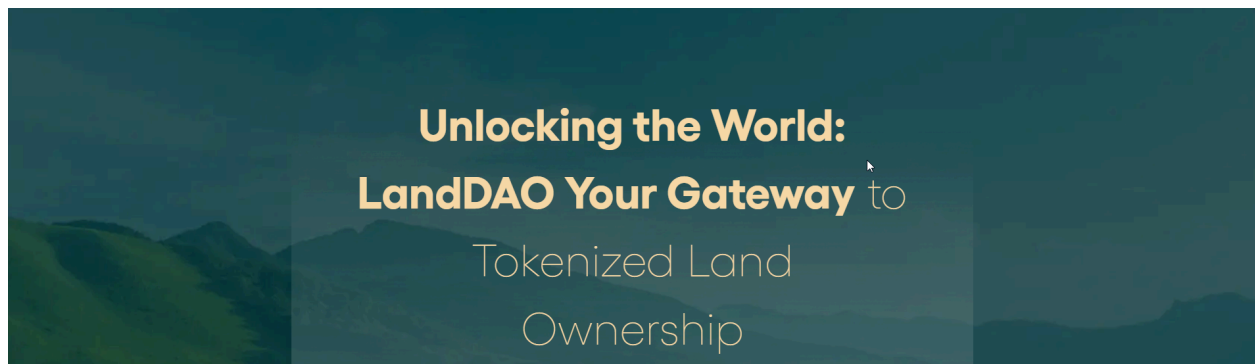 Unlocking the World:
LandDAO Your Gateway to
Tokenized Land
Ownership